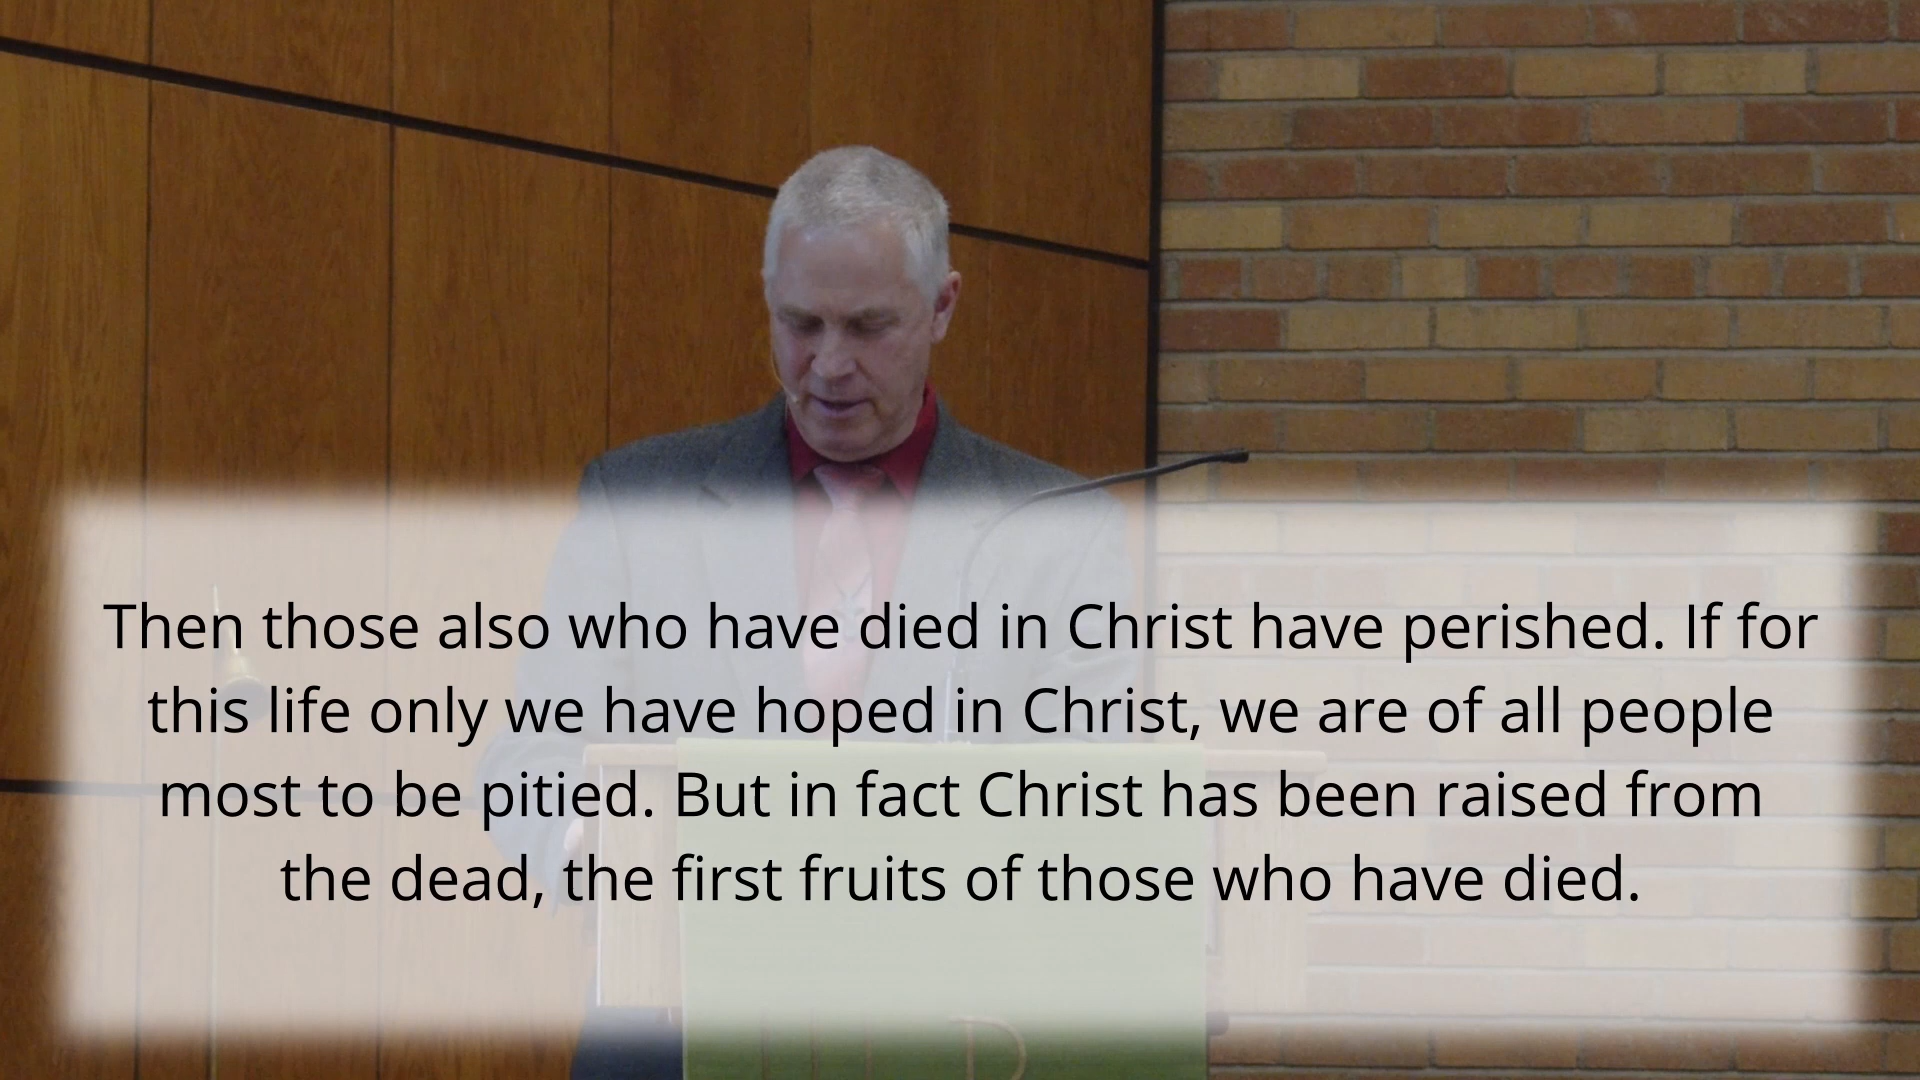 Then those also who have died in Christ have perished. If for
this life only we have hoped in Christ, we are of all people
most to be pitied. But in fact Christ has been raised from
the dead, the first fruits of those who have died.